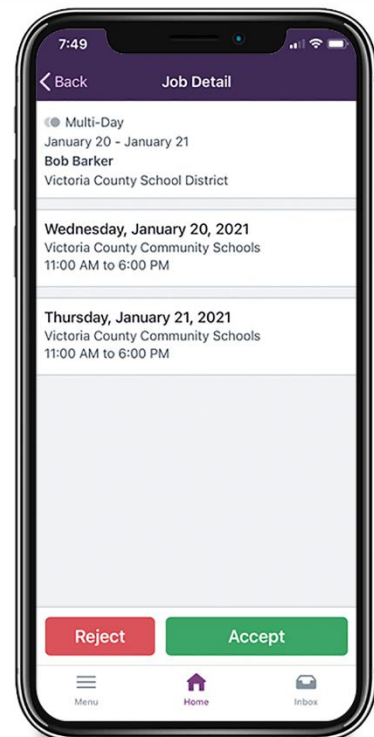 7:49
Back Job Detail
Multi-Day
January 20 - January 21
Bob Barker
Victoria County School District
Wednesday, January 20, 2021
Victoria County Community Schools
11:00 AM to 6:00 PM
Thursday, January 21, 2021
Victoria County Community Schools
11:00 AM to 6:00 PM
Reject Accept
Menu Home Inbox